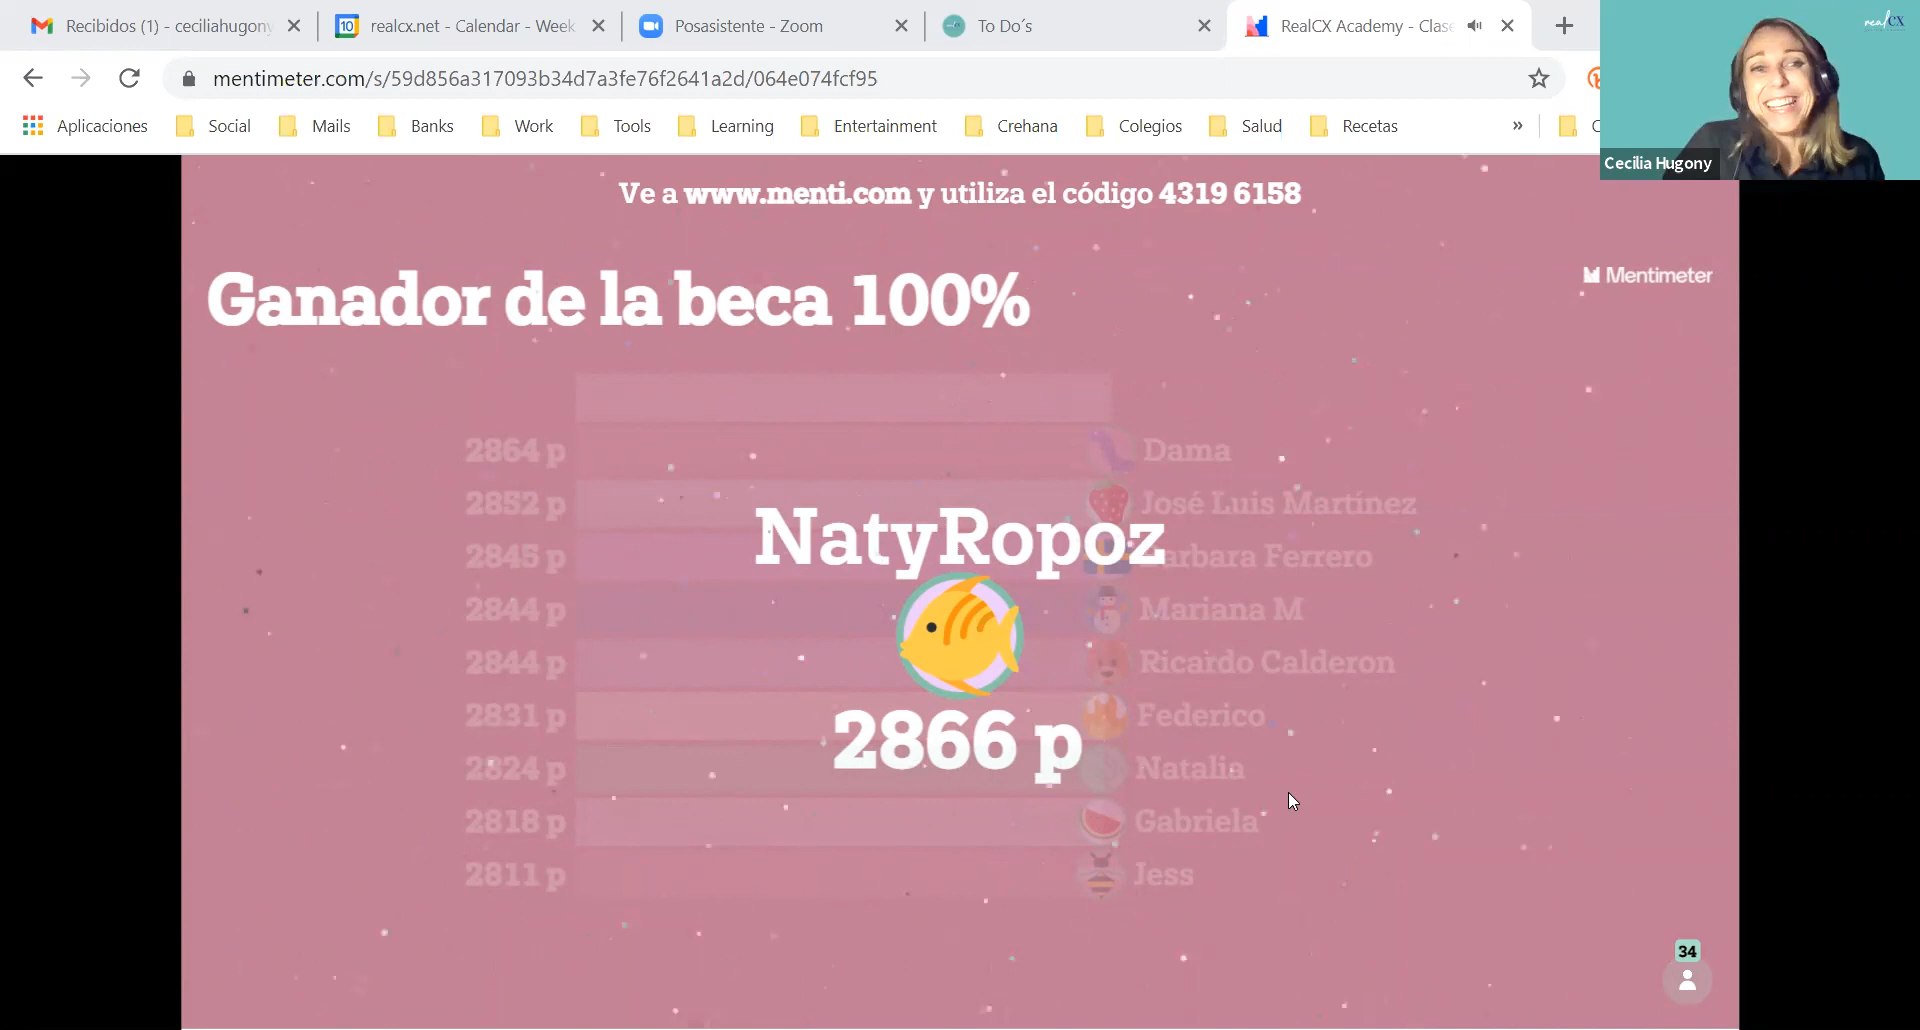 Recibidos (1) - ceciliahugony
realcx.net - Calendar - Week
Posasistente - Zoom
To Do´s
RealCX Academy - Clase
mentimeter.com/s/59d856a317093b34d7a3fe76f2641a2d/064e074fcf95
Aplicaciones
Social
Mails
Banks
Work
Tools
Learning
Entertainment
Crehana
Colegios
Salud
Recetas
»
realCX
Cecilia Hugony
Ve a www.menti.com y utiliza el código 4319 6158
Ganador de la beca 100%
Mentimeter
2864 p Dama
2852 p José Luis Martínez
NatyRopoz
2845 p Barbara Ferrero
2844 p Mariana M
2844 p Ricardo Calderon
2831 p Federico
2866 p
2824 p Natalia
2818 p Gabriela
2811 p Jess
34